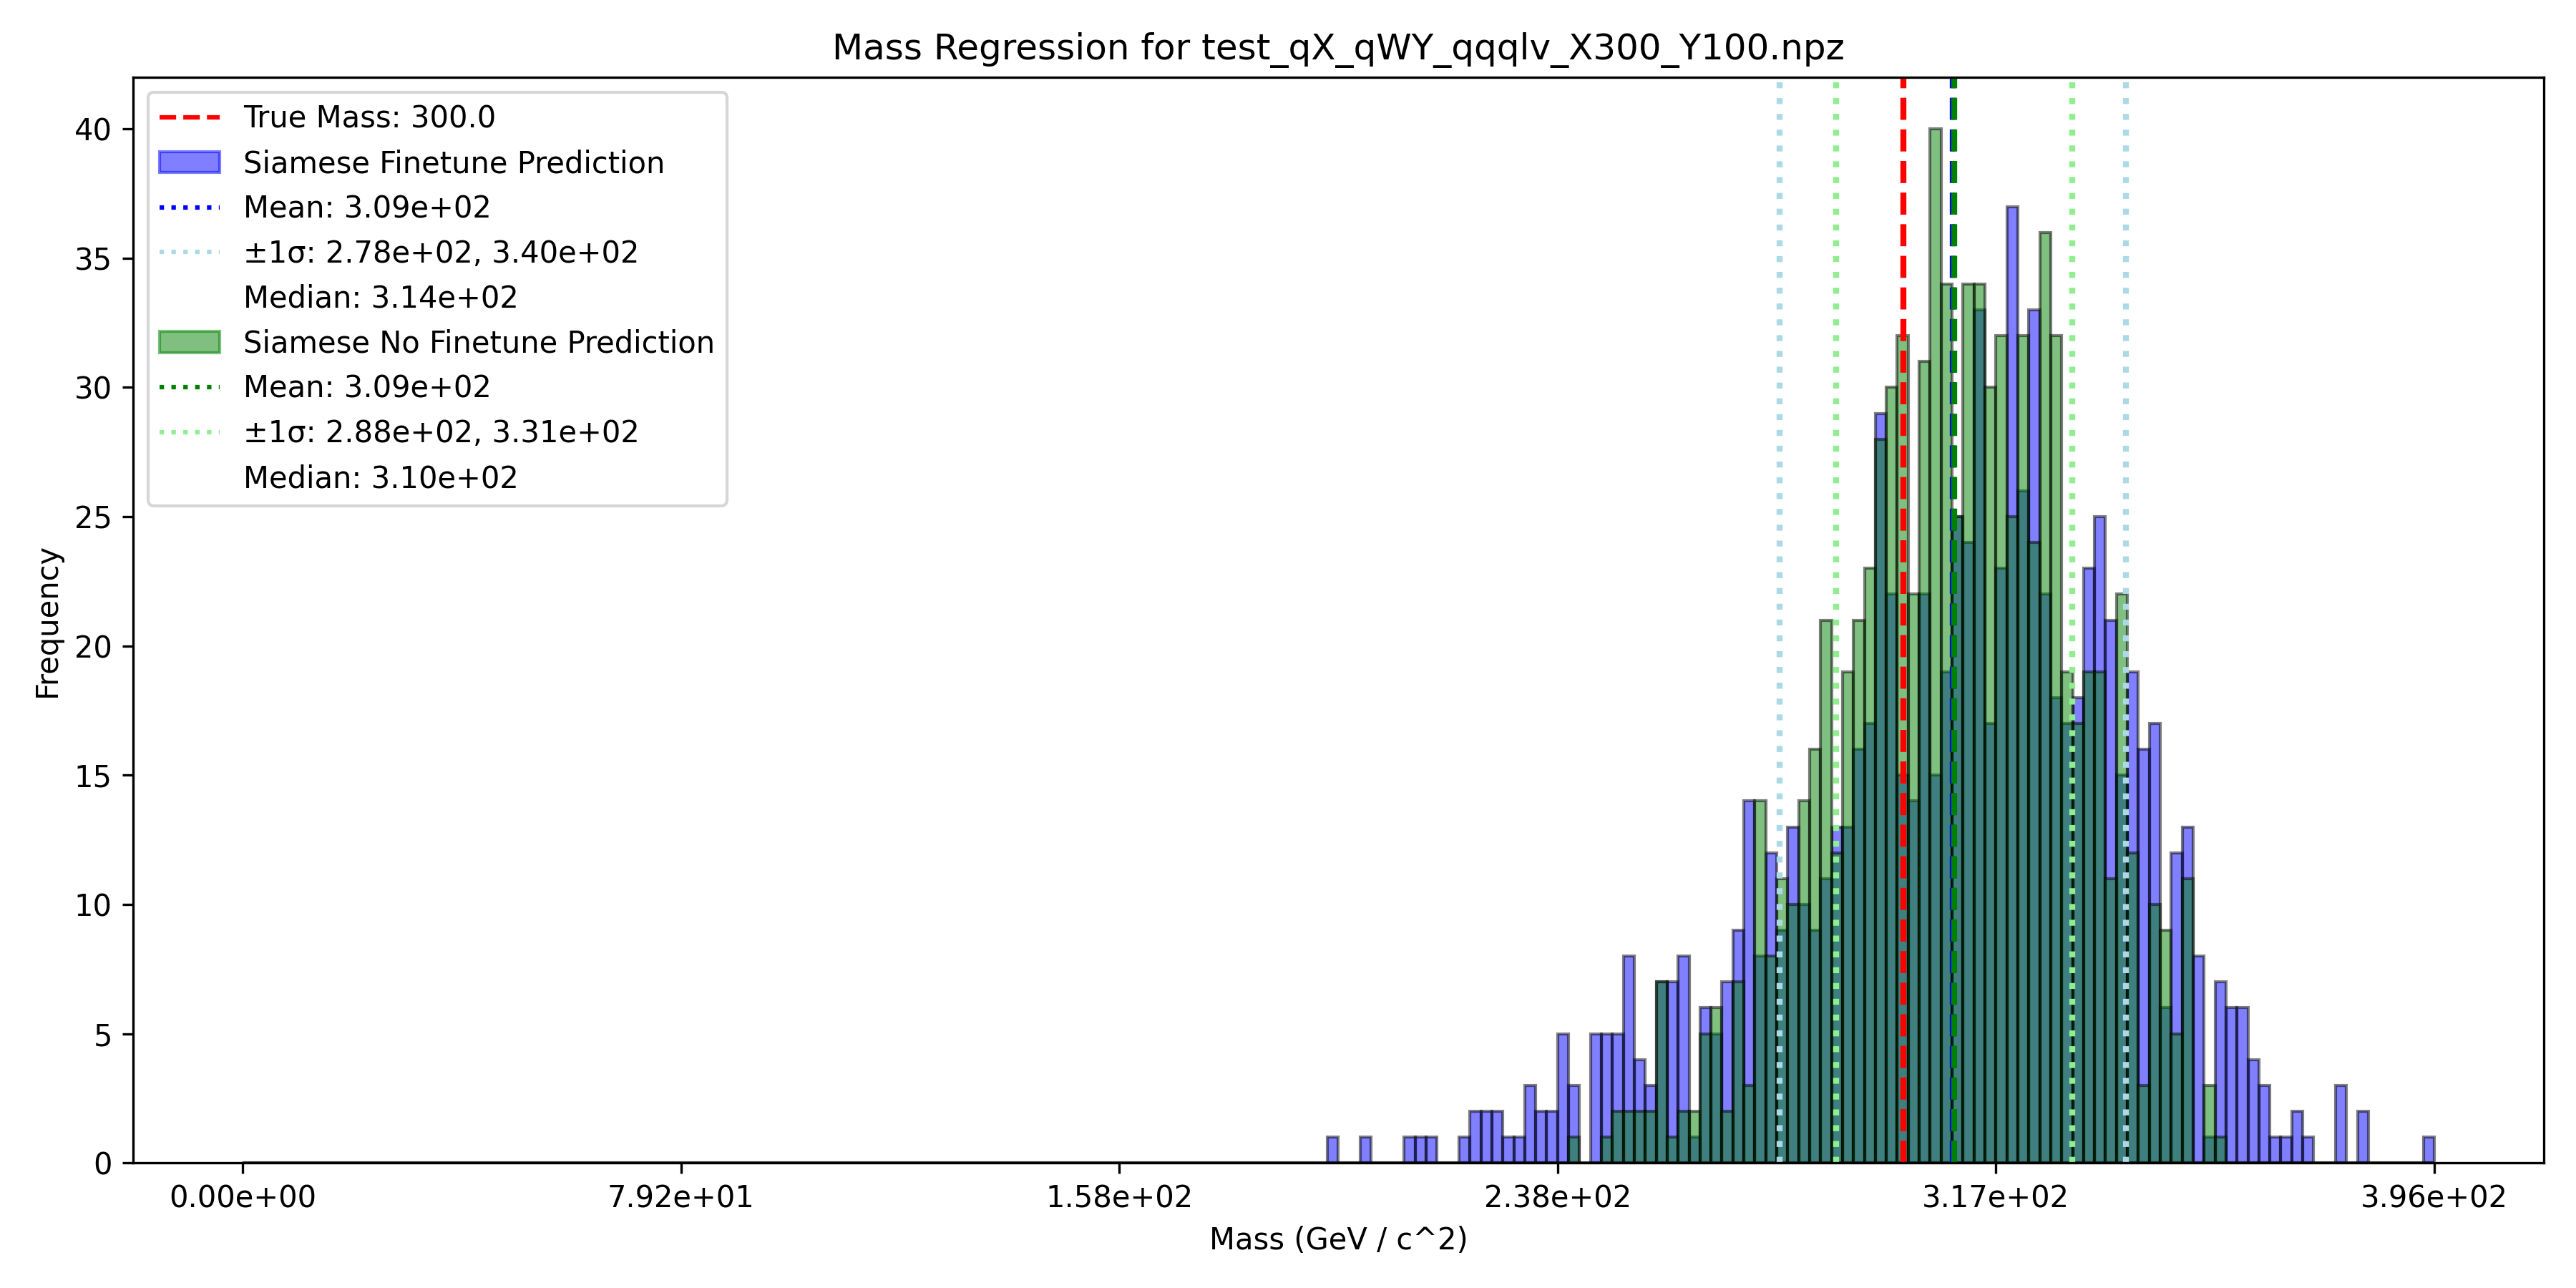 Mass Regression for test_qX_qWY_qqqlv_X300_Y100.npz
True Mass: 300.0
Siamese Finetune Prediction
Mean: 3.09e+02
±1σ: 2.78e+02, 3.40e+02
Median: 3.14e+02
Siamese No Finetune Prediction
Mean: 3.09e+02
±1σ: 2.88e+02, 3.31e+02
Median: 3.10e+02
Frequency
40
35
30
25
20
15
10
5
0
0.00e+00 7.92e+01 1.58e+02 2.38e+02 3.17e+02 3.96e+02
Mass (GeV / c^2)